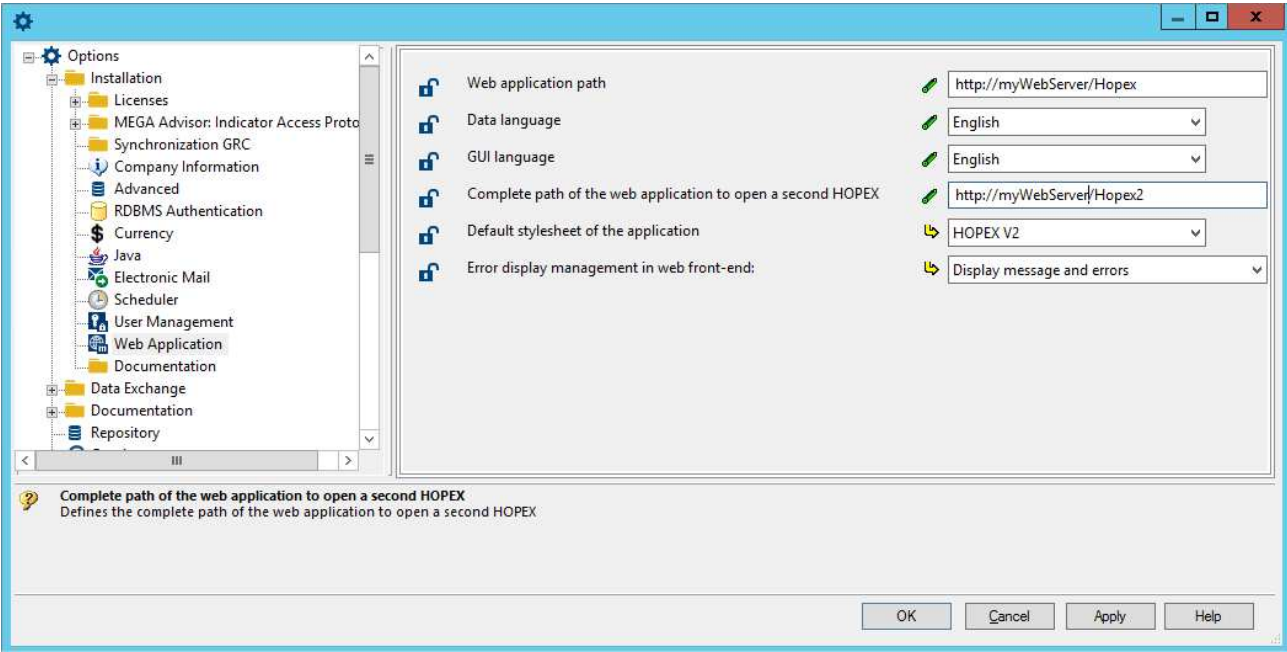 Options
Installation
Licenses
MEGA Advisor: Indicator Access Proto
Synchronization GRC
Company Information
Advanced
RDBMS Authentication
Currency
Java
Electronic Mail
Scheduler
User Management
Web Application
Documentation
Data Exchange
Documentation
Repository
Web application path http://myWebServer/Hopex
Data language English
GUI language English
Complete path of the web application to open a second HOPEX http://myWebServer/Hopex2
Default stylesheet of the application HOPEX V2
Error display management in web front-end: Display message and errors
Complete path of the web application to open a second HOPEX
Defines the complete path of the web application to open a second HOPEX
OK Cancel Apply Help